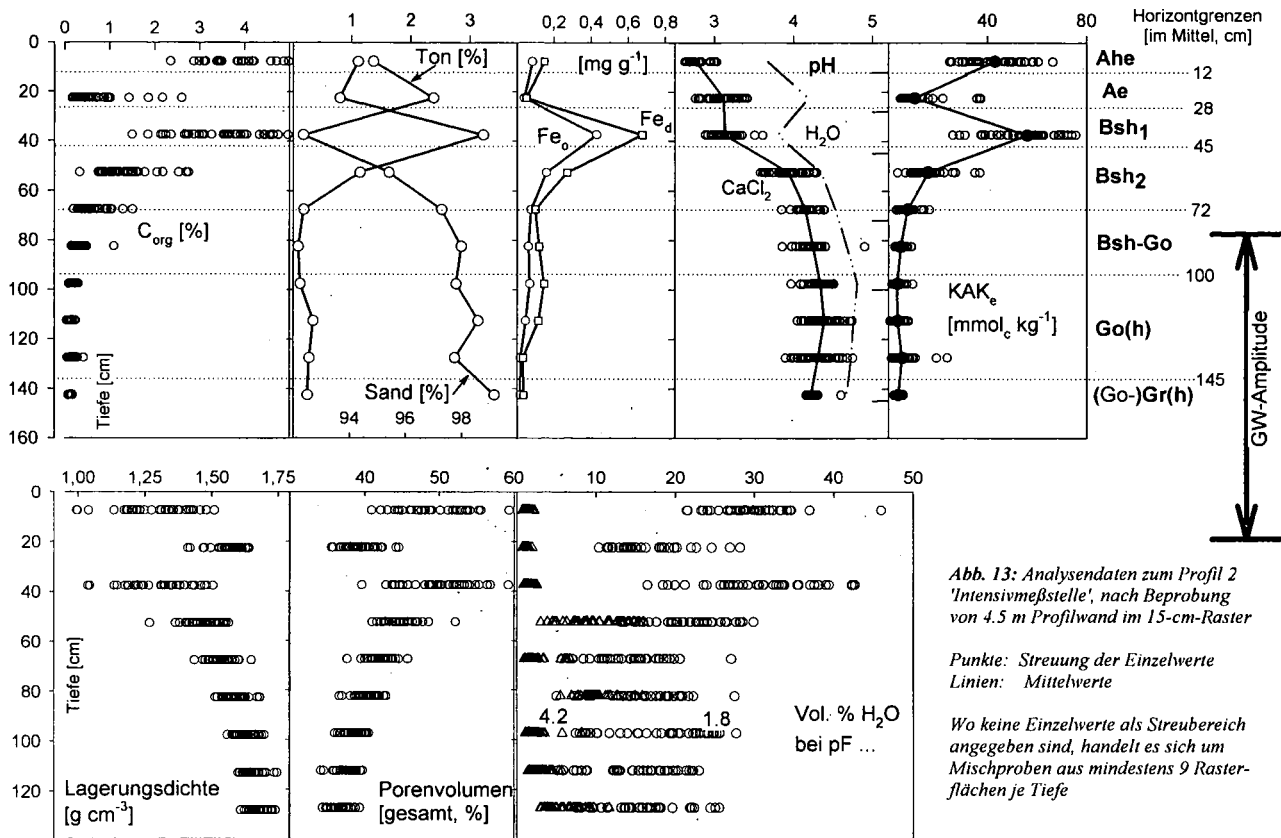 0 1 2 3 4
1 2 3
0,2 0,4 0,6 0,8
3 4 5
40 80
Horizontgrenzen
[im Mittel, cm]
0
20
40
60
80
100
120
140
160
Tiefe [cm]
C org [%]
Ton [%]
Sand [%]
94 96 98
[mg g⁻¹]
Fe o
Fe d
pH
H₂O
CaCl₂
KAK e
[mmol c kg⁻¹]
Ahe
12
Ae
28
Bsh₁
45
Bsh₂
72
Bsh-Go
100
Go(h)
145
(Go-)Gr(h)
GW-Amplitude
1,00 1,25 1,50 1,75
40 50 60
10 20 30 40 50
0
20
40
60
80
100
120
Tiefe [cm]
Lagerungsdichte
[g cm⁻³]
Porenvolumen
[gesamt, %]
4.2 1.8
Vol. % H₂O
bei pF ...
Abb. 13: Analysendaten zum Profil 2
'Intensivmeßstelle', nach Beprobung
von 4.5 m Profilwand im 15-cm-Raster
Punkte: Streuung der Einzelwerte
Linien: Mittelwerte
Wo keine Einzelwerte als Streubereich
angegeben sind, handelt es sich um
Mischproben aus mindestens 9 Raster-
flächen je Tiefe